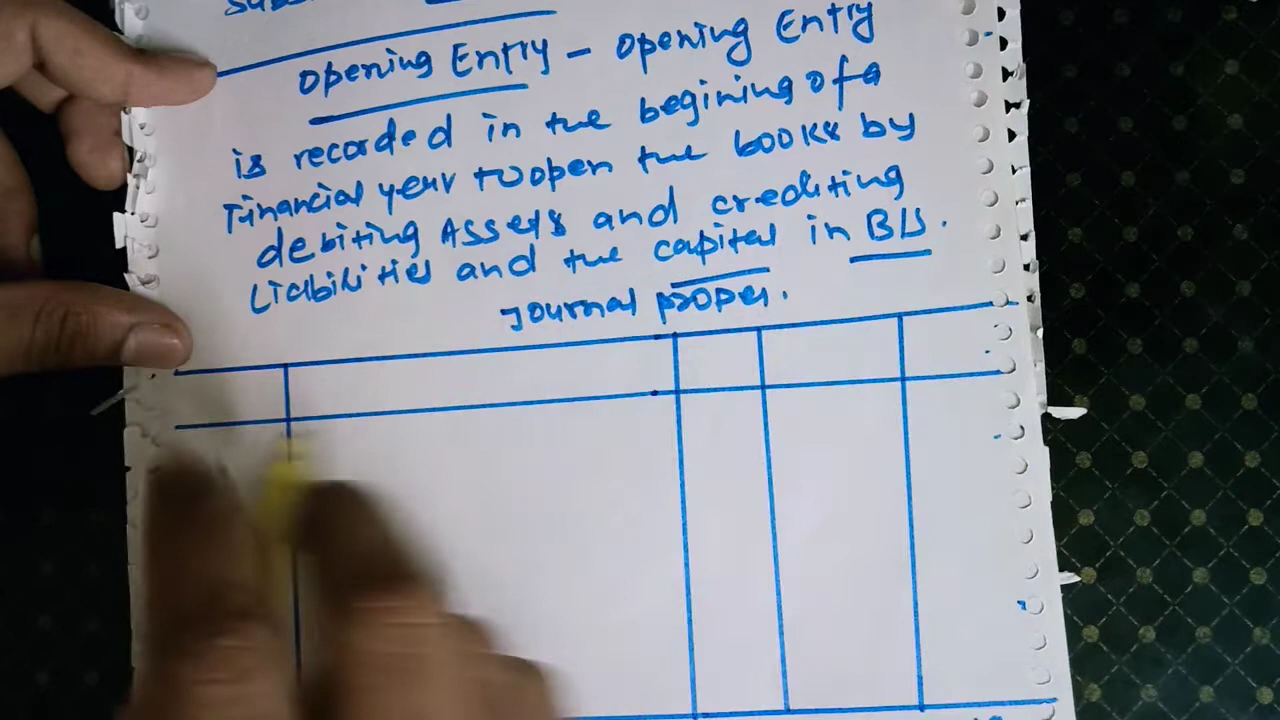 Opening Entry - Opening Entry
is recorded in the begining of a
Financial year to open the books by
debiting Assets and crediting
Liabilities and the capital in B/S.
Journal proper.